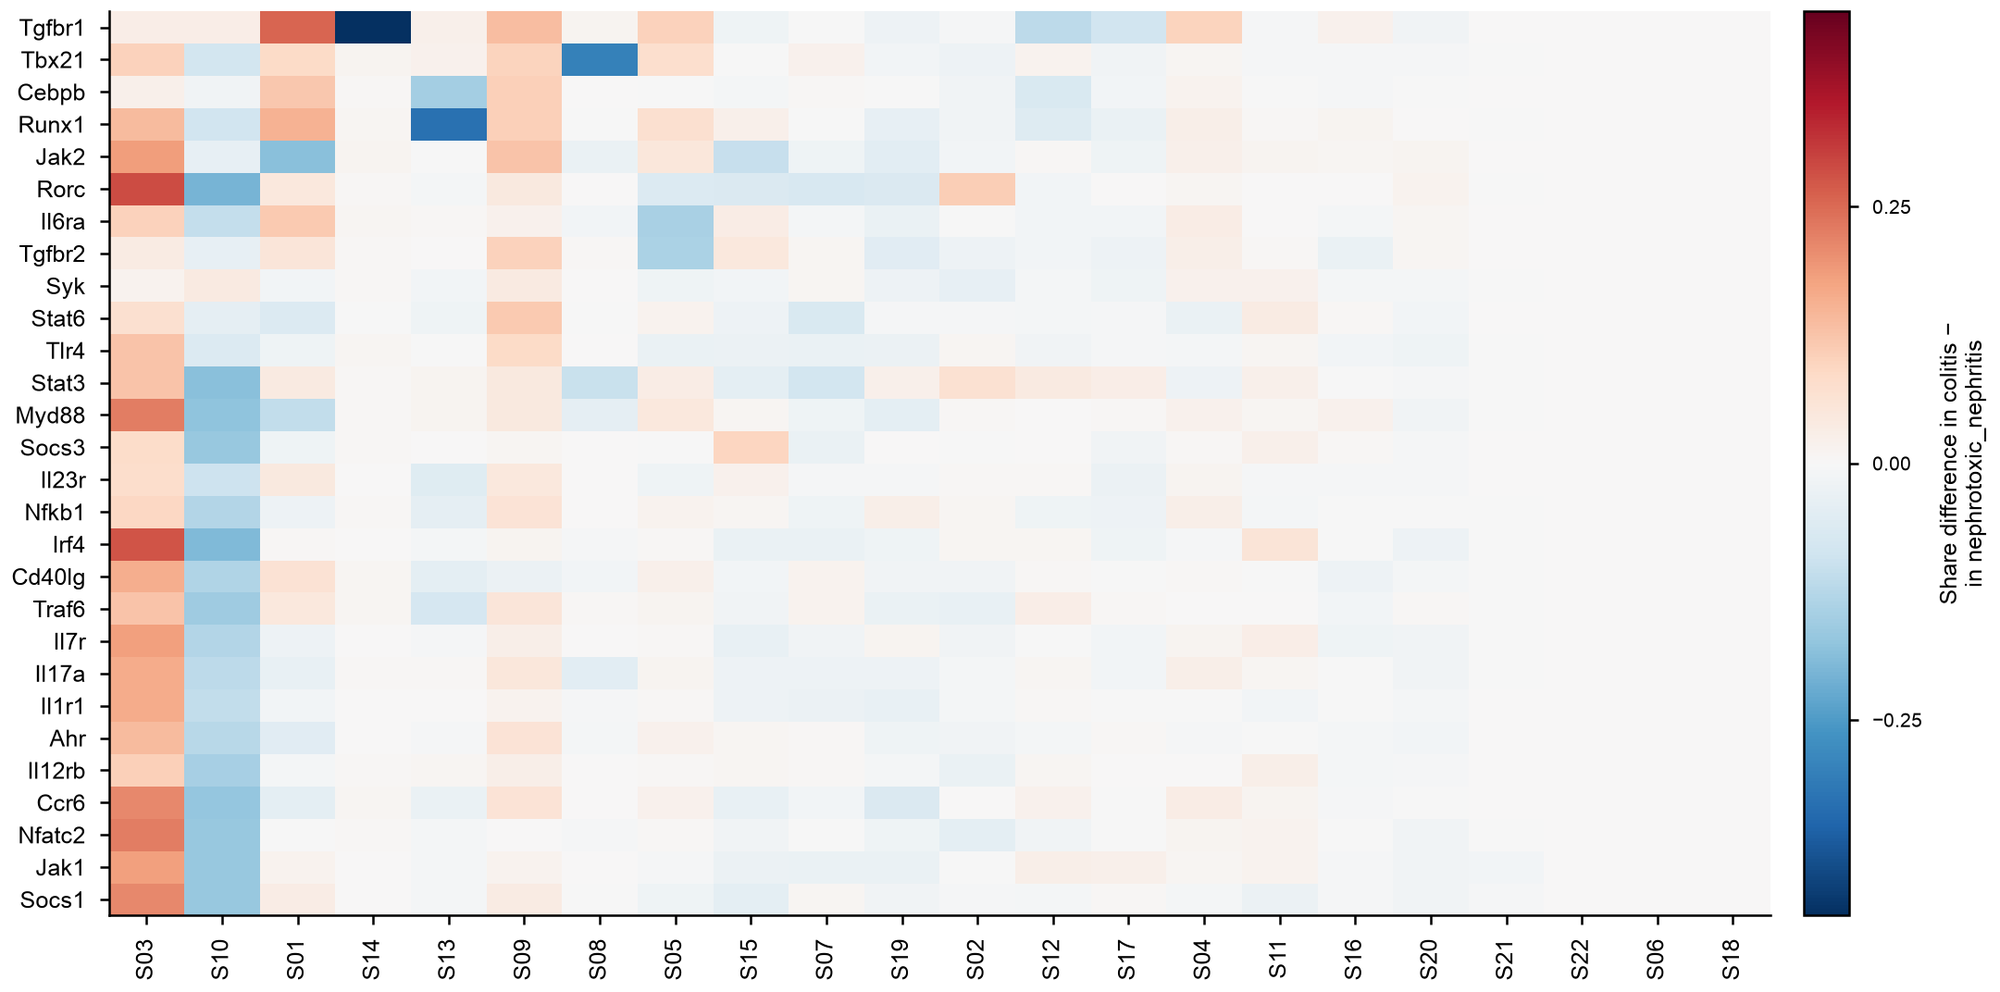 Tgfbr1
Tbx21
Cebpb
Runx1
Jak2
Rorc
Il6ra
Tgfbr2
Syk
Stat6
Tlr4
Stat3
Myd88
Socs3
Il23r
Nfkb1
Irf4
Cd40lg
Traf6
Il7r
Il17a
Il1r1
Ahr
Il12rb
Ccr6
Nfatc2
Jak1
Socs1
S03 S10 S01 S14 S13 S09 S08 S05 S15 S07 S19 S02 S12 S17 S04 S11 S16 S20 S21 S22 S06 S18
0.25
0.00
−0.25
Share difference in colitis −
in nephrotoxic_nephritis